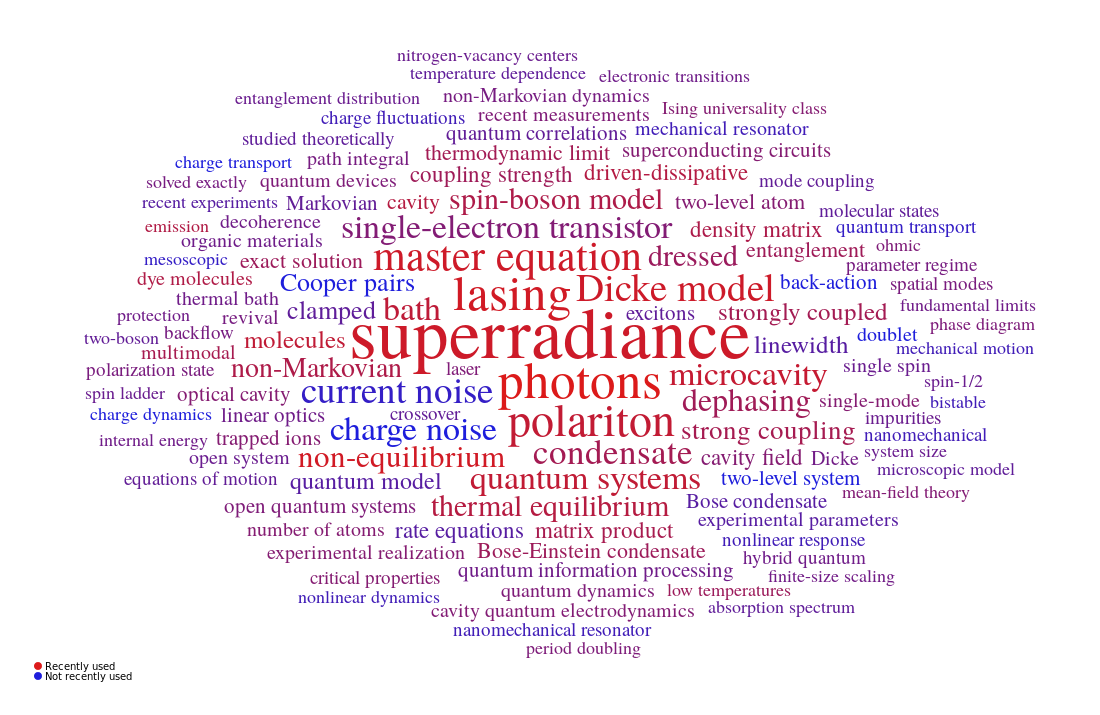 nitrogen-vacancy centers
temperature dependence electronic transitions
entanglement distribution non-Markovian dynamics
charge fluctuations recent measurements Ising universality class
studied theoretically quantum correlations mechanical resonator
charge transport path integral thermodynamic limit superconducting circuits
solved exactly quantum devices coupling strength driven-dissipative mode coupling
recent experiments Markovian cavity spin-boson model two-level atom molecular states
emission decoherence single-electron transistor density matrix quantum transport
organic materials master equation dressed entanglement ohmic
mesoscopic exact solution parameter regime
dye molecules Cooper pairs lasing Dicke model back-action spatial modes
thermal bath clamped bath excitons strongly coupled fundamental limits
protection revival superradiance phase diagram
two-boson backflow molecules linewidth doublet mechanical motion
multimodal
polarization state non-Markovian laser photons microcavity single spin
spin ladder optical cavity current noise dephasing single-mode spin-1/2 bistable
charge dynamics linear optics crossover polariton impurities
internal energy trapped ions charge noise strong coupling nanomechanical
open system non-equilibrium condensate cavity field Dicke system size
equations of motion quantum model quantum systems two-level system microscopic model
open quantum systems thermal equilibrium Bose condensate mean-field theory
number of atoms rate equations matrix product experimental parameters
experimental realization Bose-Einstein condensate nonlinear response
critical properties quantum information processing hybrid quantum
nonlinear dynamics quantum dynamics low temperatures finite-size scaling
cavity quantum electrodynamics absorption spectrum
nanomechanical resonator
period doubling
Recently used
Not recently used